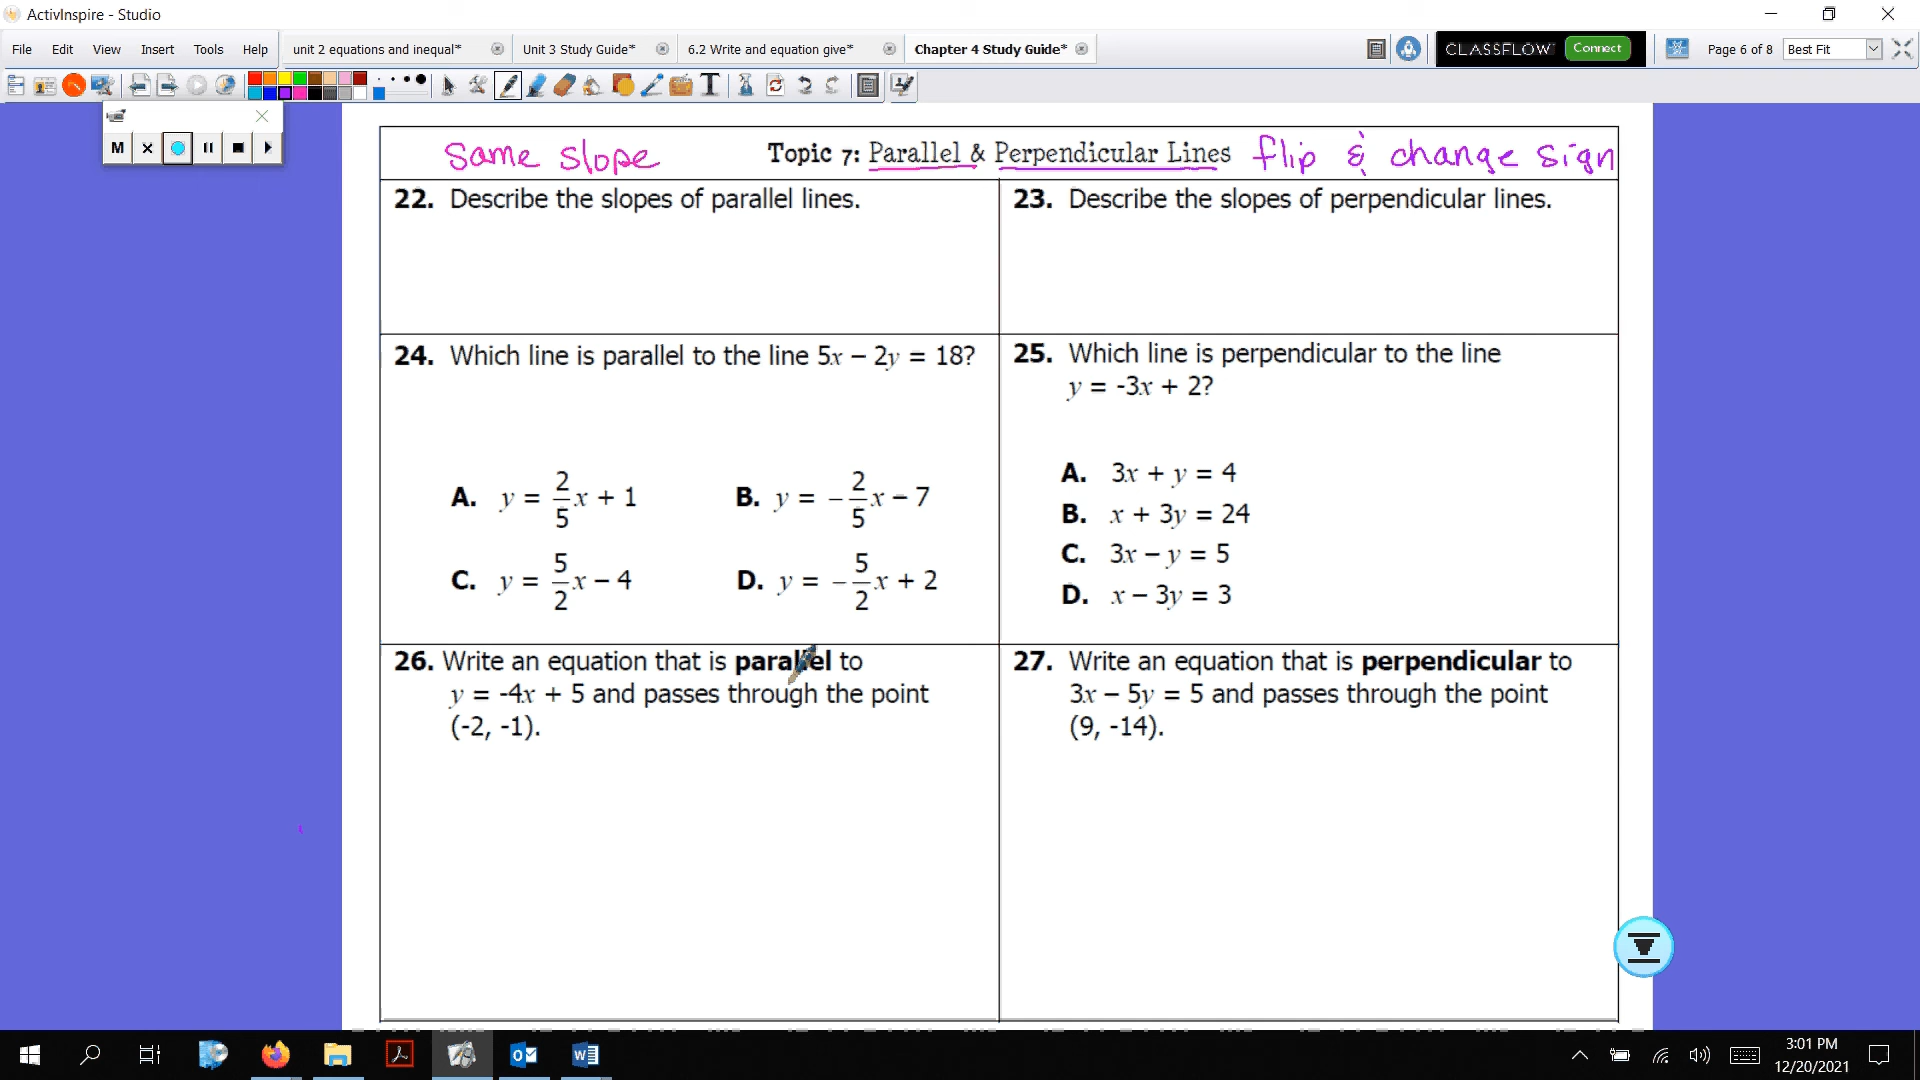 ActivInspire - Studio
File Edit View Insert Tools Help
unit 2 equations and inequal* Unit 3 Study Guide* 6.2 Write and equation give* Chapter 4 Study Guide*
CLASSFLOW Connect
Page 6 of 8 Best Fit
T
M
same slope Topic 7: Parallel & Perpendicular Lines flip & change sign
22. Describe the slopes of parallel lines.
23. Describe the slopes of perpendicular lines.
24. Which line is parallel to the line 5x − 2y = 18?
A. y = 2/5 x + 1 B. y = − 2/5 x − 7
C. y = 5/2 x − 4 D. y = − 5/2 x + 2
25. Which line is perpendicular to the line
y = -3x + 2?
A. 3x + y = 4
B. x + 3y = 24
C. 3x − y = 5
D. x − 3y = 3
26. Write an equation that is parallel to
y = -4x + 5 and passes through the point
(-2, -1).
27. Write an equation that is perpendicular to
3x − 5y = 5 and passes through the point
(9, -14).
3:01 PM
12/20/2021